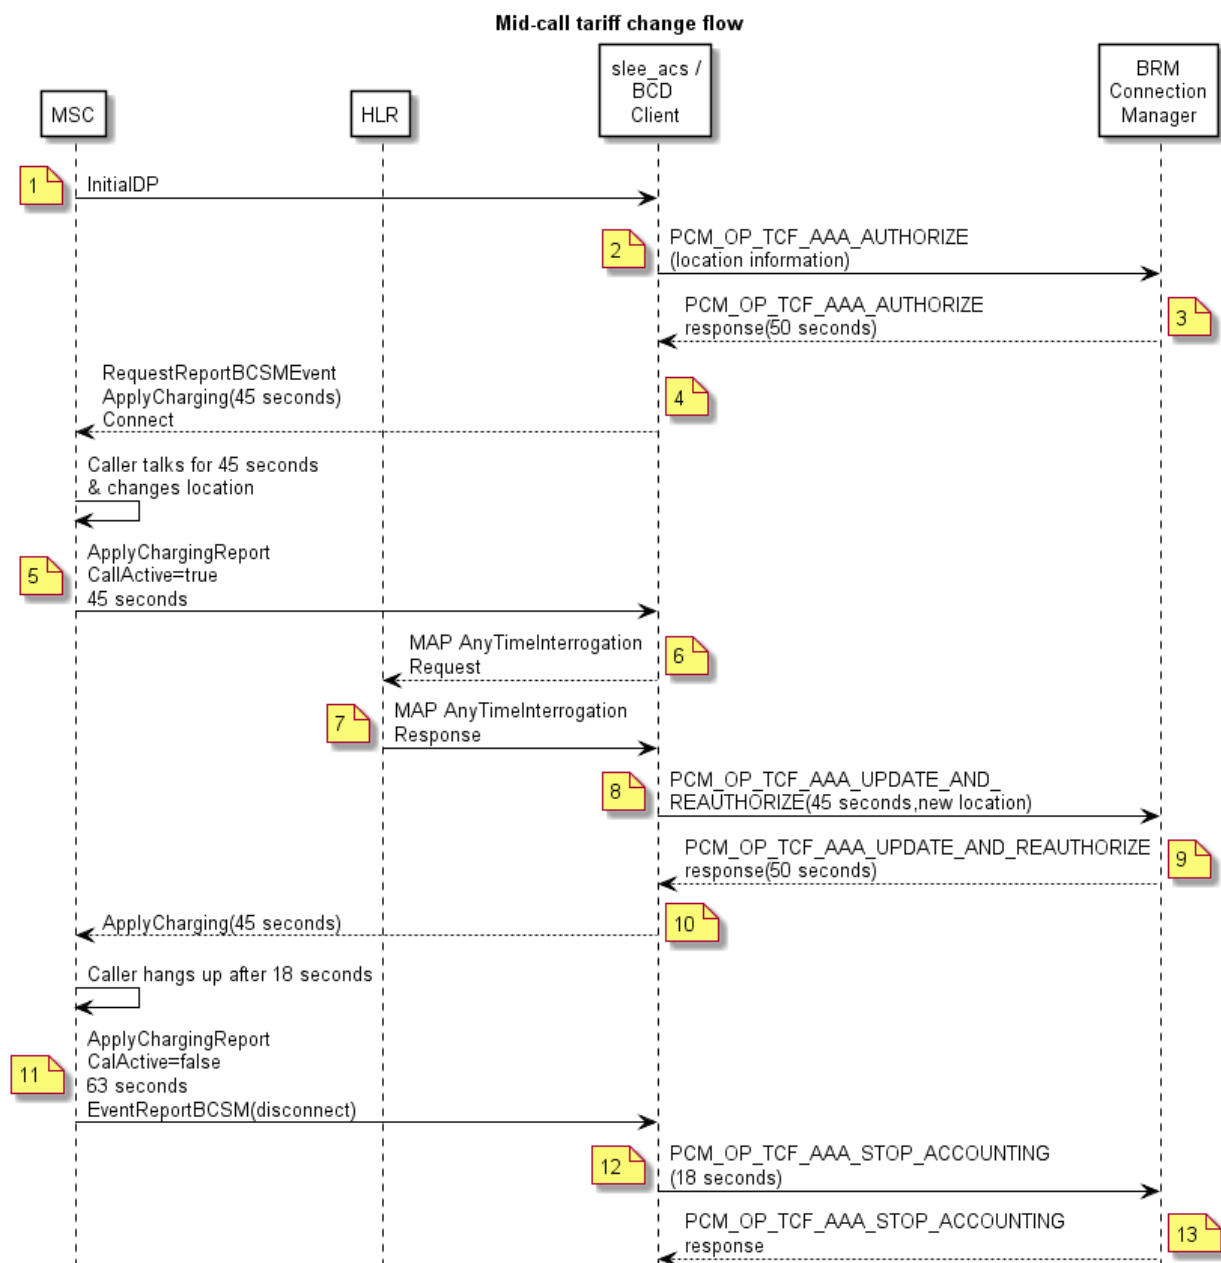 Mid-call tariff change flow
MSC
HLR
slee_acs /
BCD
Client
BRM
Connection
Manager
1
InitialDP
2
PCM_OP_TCF_AAA_AUTHORIZE
(location information)
PCM_OP_TCF_AAA_AUTHORIZE
response(50 seconds)
3
RequestReportBCSMEvent
ApplyCharging(45 seconds)
Connect
4
Caller talks for 45 seconds
& changes location
5
ApplyChargingReport
CallActive=true
45 seconds
MAP AnyTimeInterrogation
Request
6
7
MAP AnyTimeInterrogation
Response
8
PCM_OP_TCF_AAA_UPDATE_AND_
REAUTHORIZE(45 seconds,new location)
PCM_OP_TCF_AAA_UPDATE_AND_REAUTHORIZE
response(50 seconds)
9
ApplyCharging(45 seconds)
10
Caller hangs up after 18 seconds
11
ApplyChargingReport
CalActive=false
63 seconds
EventReportBCSM(disconnect)
12
PCM_OP_TCF_AAA_STOP_ACCOUNTING
(18 seconds)
PCM_OP_TCF_AAA_STOP_ACCOUNTING
response
13